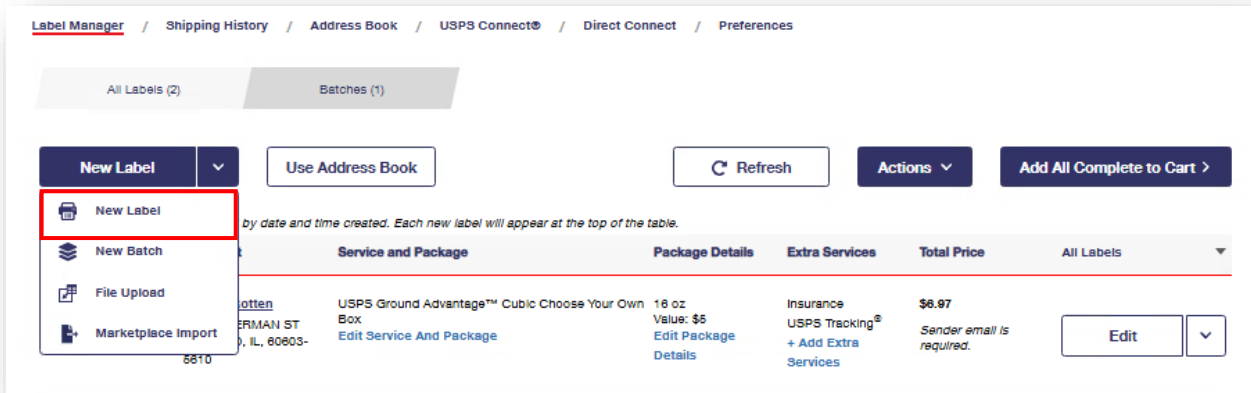 Label Manager / Shipping History / Address Book / USPS Connect® / Direct Connect / Preferences
All Labels (2) Batches (1)
New Label Use Address Book Refresh Actions Add All Complete to Cart >
New Label
by date and time created. Each new label will appear at the top of the table.
New Batch
Service and Package Package Details Extra Services Total Price All Labels
File Upload
Marketplace Import
USPS Ground Advantage™ Cubic Choose Your Own
Box
Edit Service And Package
16 oz
Value: $5
Edit Package
Details
Insurance
USPS Tracking®
+ Add Extra
Services
$6.97
Sender email is
required.
Edit
IL, 60603-
5610